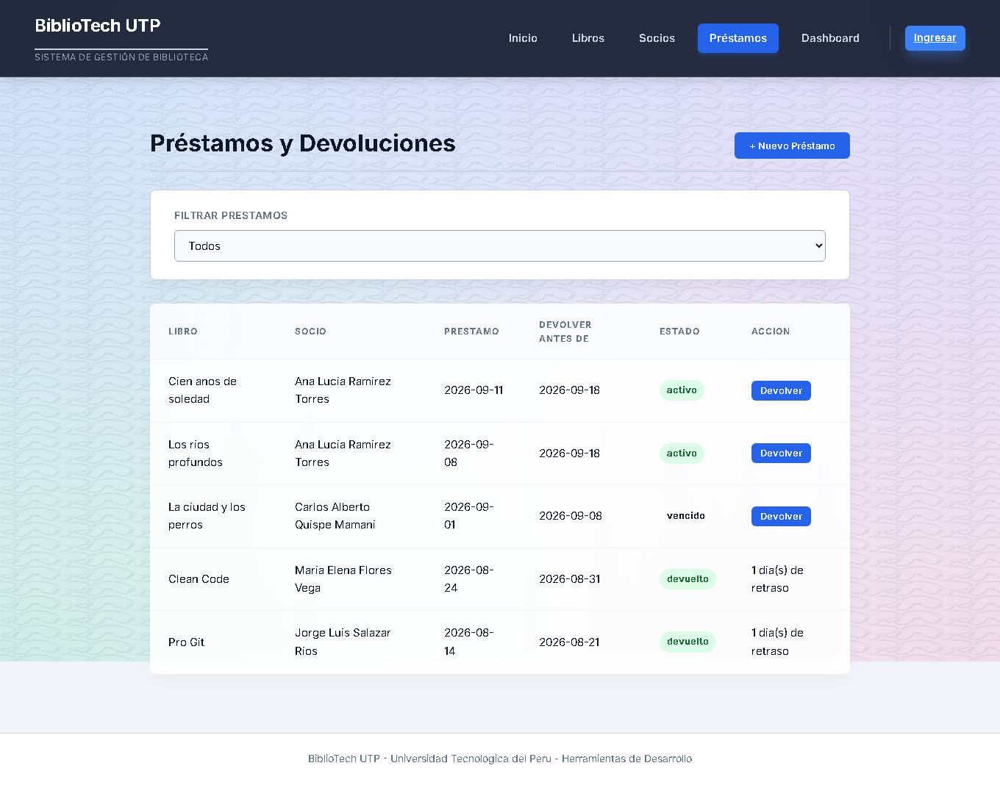 BiblioTech UTP
SISTEMA DE GESTIÓN DE BIBLIOTECA
Inicio
Libros
Socios
Préstamos
Dashboard
Ingresar
Préstamos y Devoluciones
+ Nuevo Préstamo
FILTRAR PRESTAMOS
Todos
LIBRO
SOCIO
PRESTAMO
DEVOLVER
ANTES DE
ESTADO
ACCION
Cien anos de
soledad
Ana Lucia Ramirez
Torres
2026-09-11
2026-09-18
activo
Devolver
Los rios
profundos
Ana Lucia Ramirez
Torres
2026-09-
08
2026-09-18
activo
Devolver
La ciudad y los
perros
Carlos Alberto
Quispe Mamani
2026-09-
01
2026-09-08
vencido
Devolver
Clean Code
Maria Elena Flores
Vega
2026-08-
24
2026-08-31
devuelto
1 dia(s) de
retraso
Pro Git
Jorge Luis Salazar
Rios
2026-08-
14
2026-08-21
devuelto
1 dia(s) de
retraso
BiblioTech UTP - Universidad Tecnologica del Peru - Herramientas de Desarrollo